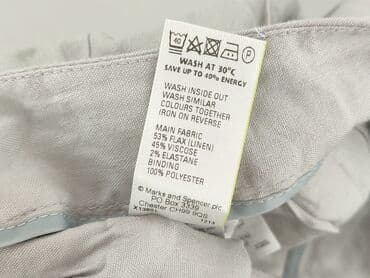 40 P
WASH AT 30°C
SAVE UP TO 40% ENERGY
WASH INSIDE OUT
WASH SIMILAR
COLOURS TOGETHER
IRON ON REVERSE
MAIN FABRIC
53% FLAX (LINEN)
45% VISCOSE
2% ELASTANE
BINDING
100% POLYESTER
© Marks and Spencer plc
PO Box 3339
Chester CH99 9QS
1213